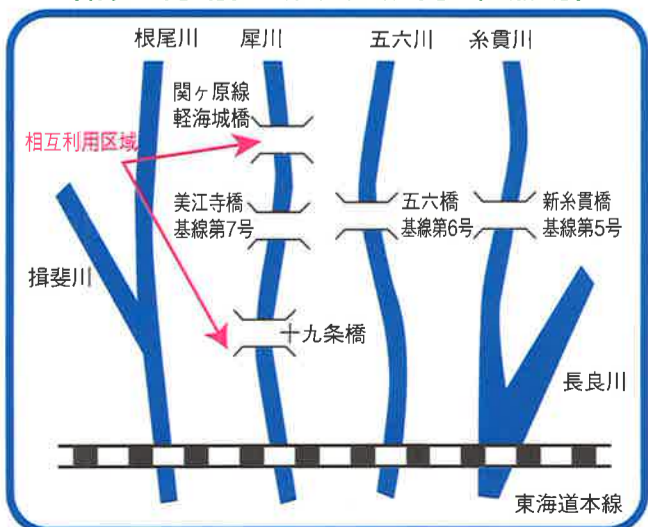 根尾川
犀川
五六川
糸貫川
関ヶ原線
軽海城橋
相互利用区域
美江寺橋
基線第7号
五六橋
基線第6号
新糸貫橋
基線第5号
揖斐川
十九条橋
長良川
東海道本線